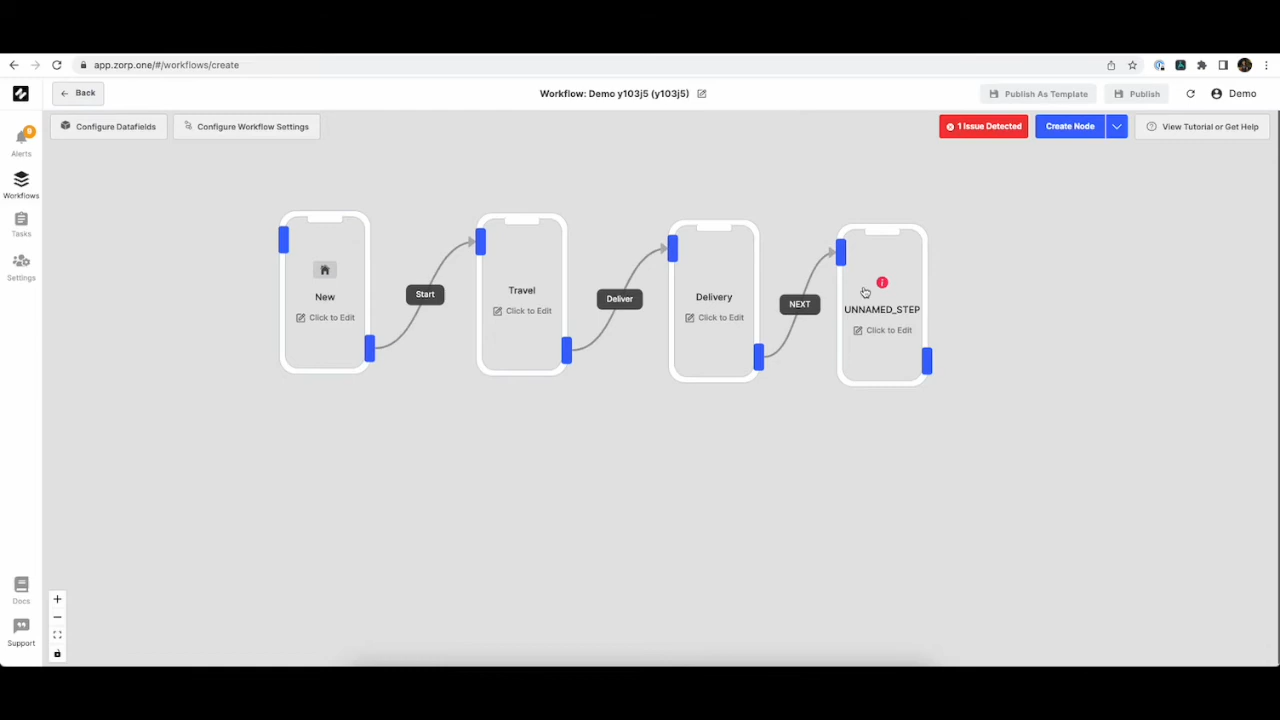 app.zorp.one/#/workflows/create
Back
Workflow: Demo y103j5 (y103j5)
Publish As Template
Publish
Demo
Configure Datafields
Configure Workflow Settings
1 Issue Detected
Create Node
View Tutorial or Get Help
9
Alerts
Workflows
Tasks
Settings
Docs
Support
New
Click to Edit
Start
Travel
Click to Edit
Deliver
Delivery
Click to Edit
NEXT
UNNAMED_STEP
Click to Edit